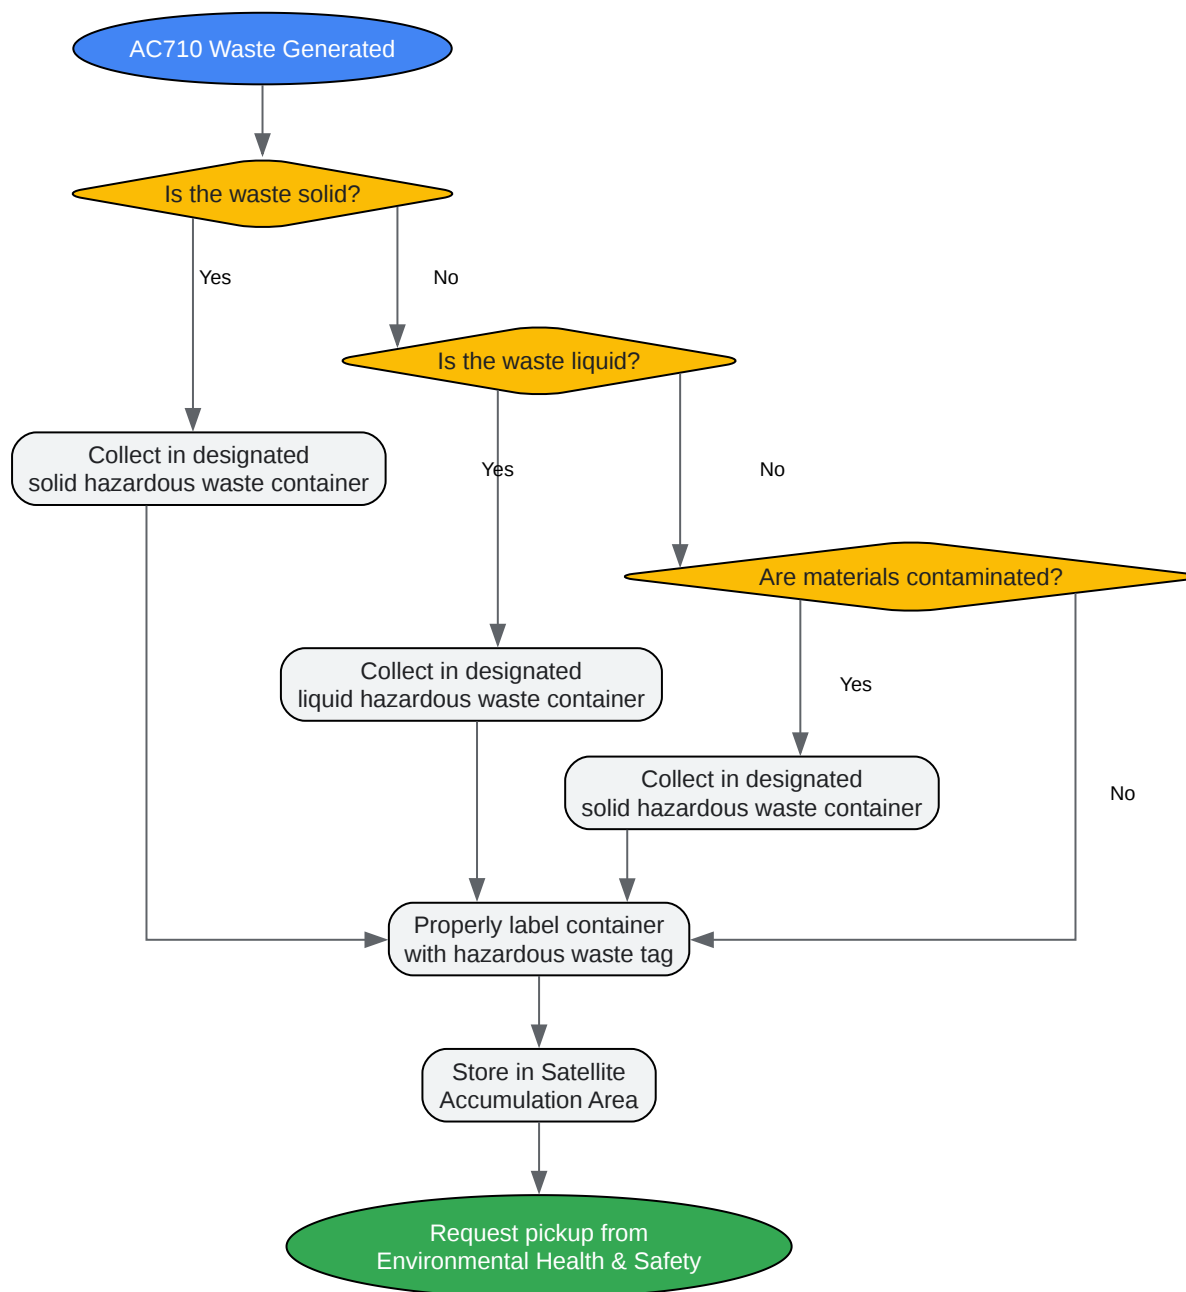 AC710 Waste Generated
Is the waste solid?
Yes
No
Is the waste liquid?
Collect in designated
solid hazardous waste container
Yes
No
Are materials contaminated?
Collect in designated
liquid hazardous waste container
Yes
Collect in designated
solid hazardous waste container
No
Properly label container
with hazardous waste tag
Store in Satellite
Accumulation Area
Request pickup from
Environmental Health & Safety